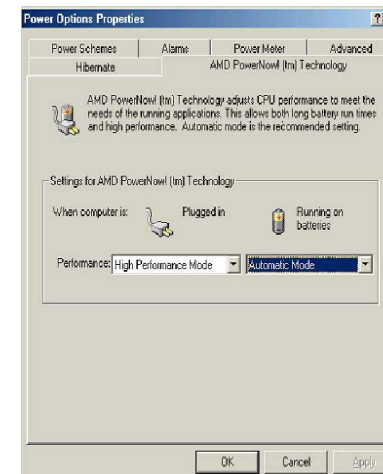 Power Options Properties
?
Power Schemes Alarms Power Meter Advanced
Hibernate AMD PowerNow! (tm) Technology
AMD PowerNow! (tm) Technology adjusts CPU performance to meet the
needs of the running applications. This allows both long battery run times
and high performance. Automatic mode is the recommended setting.
Settings for AMD PowerNow! (tm) Technology
When computer is: Plugged in Running on
batteries
Performance: High Performance Mode Automatic Mode
OK Cancel Apply